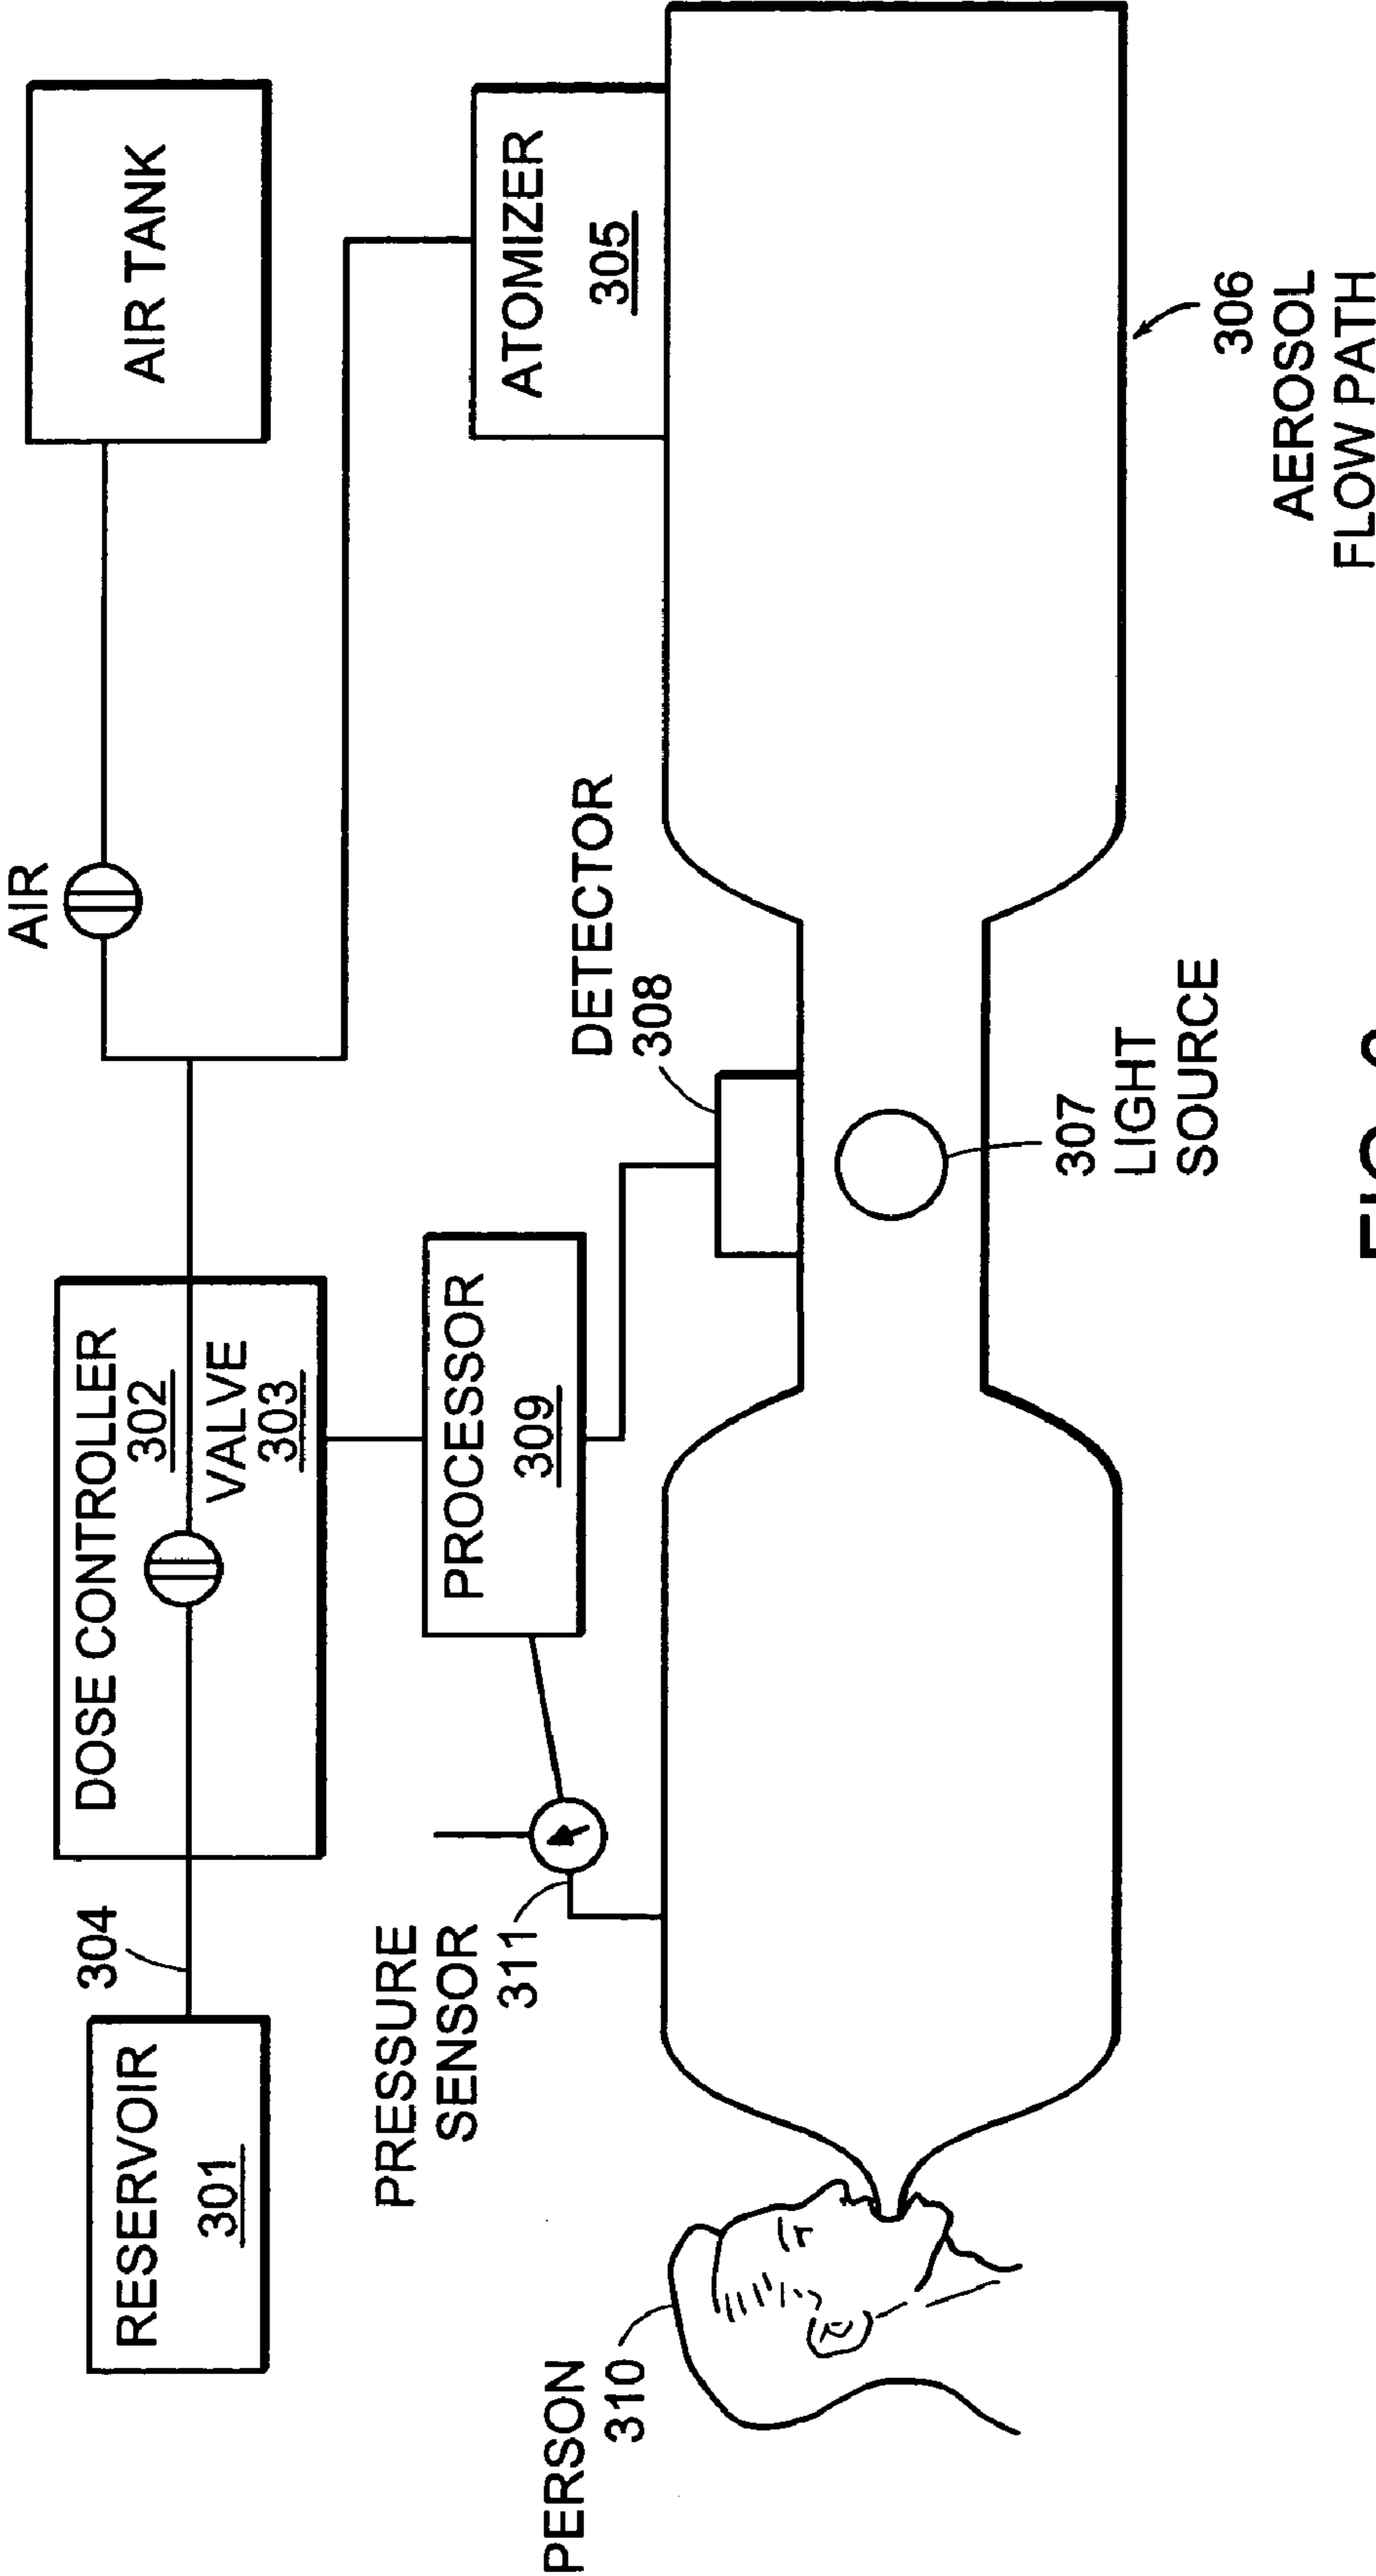 AIR
AIR TANK
DOSE CONTROLLER
302
VALVE
303
304
RESERVOIR
301
ATOMIZER
305
PROCESSOR
309
DETECTOR
308
PRESSURE
SENSOR
311
PERSON
310
307
LIGHT
SOURCE
306
AEROSOL
FLOW PATH